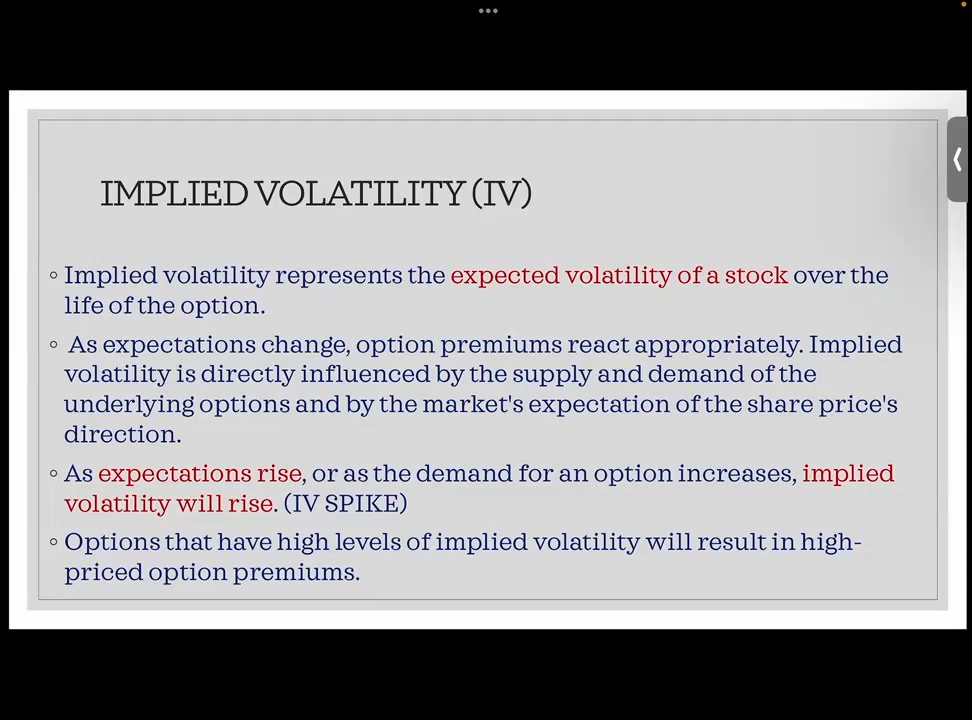 IMPLIED VOLATILITY (IV)
◦ Implied volatility represents the expected volatility of a stock over the
life of the option.
◦ As expectations change, option premiums react appropriately. Implied
volatility is directly influenced by the supply and demand of the
underlying options and by the market's expectation of the share price's
direction.
◦ As expectations rise, or as the demand for an option increases, implied
volatility will rise. (IV SPIKE)
◦ Options that have high levels of implied volatility will result in high-
priced option premiums.